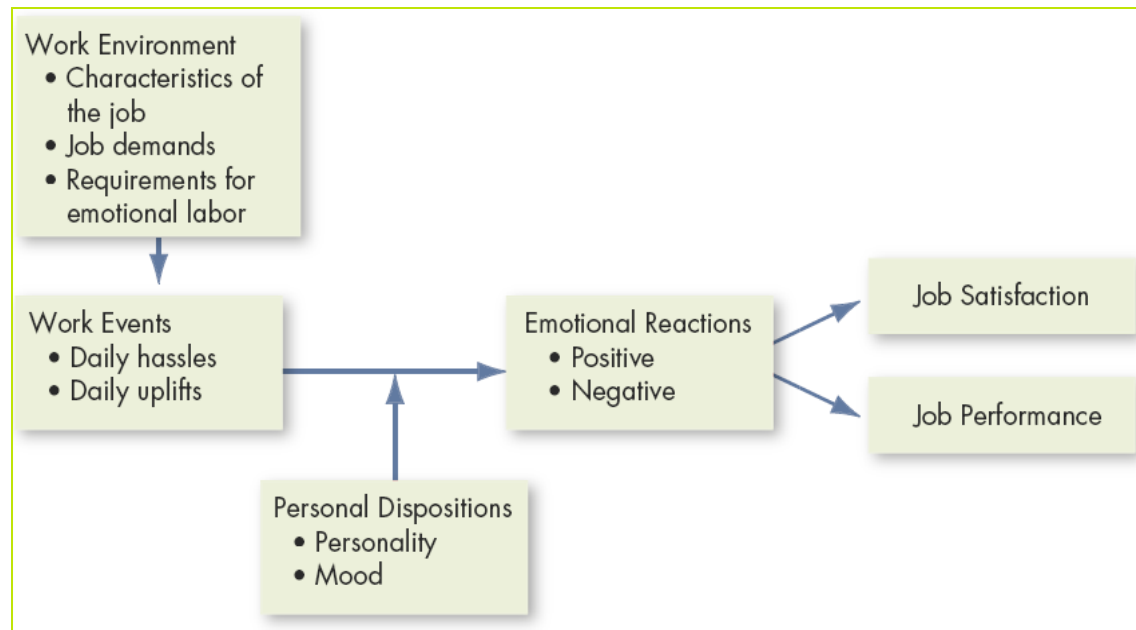 Work Environment
• Characteristics of
the job
• Job demands
• Requirements for
emotional labor
Work Events
• Daily hassles
• Daily uplifts
Personal Dispositions
• Personality
• Mood
Emotional Reactions
• Positive
• Negative
Job Satisfaction
Job Performance